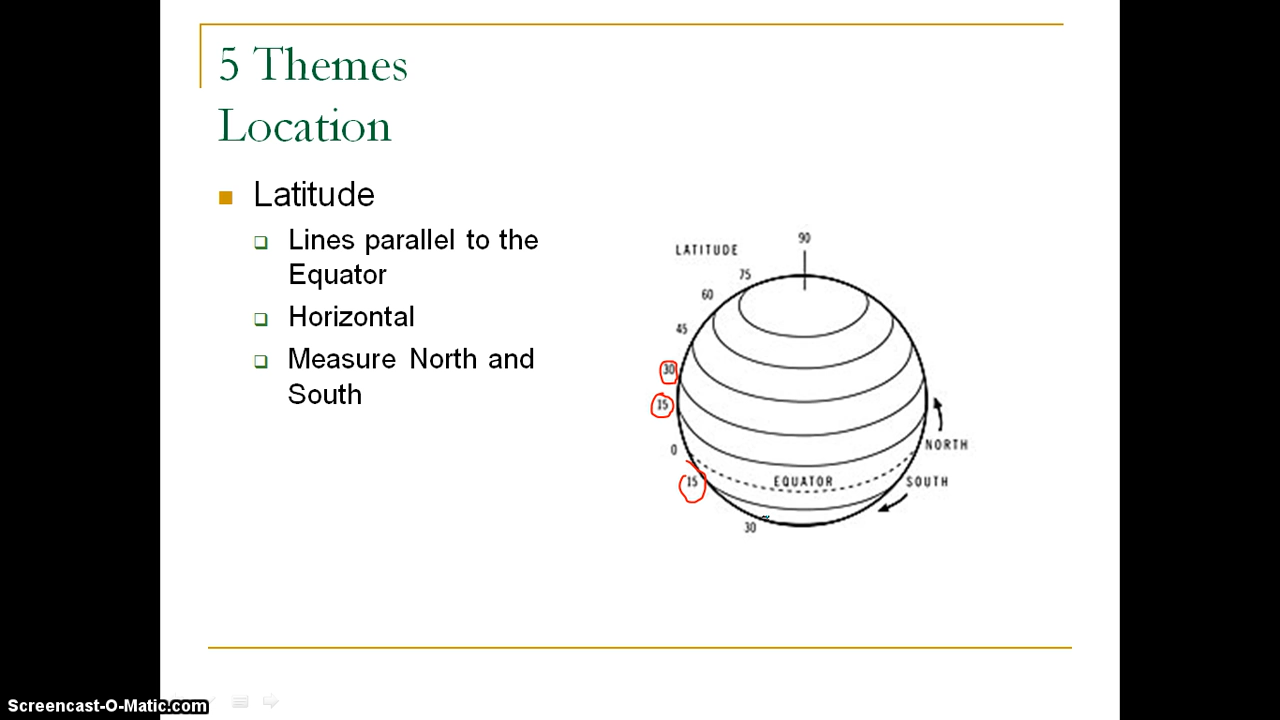 5 Themes
Location
Latitude
Lines parallel to the
Equator
Horizontal
Measure North and
South
90
LATITUDE
75
60
45
30
15
0
NORTH
15
EQUATOR
SOUTH
30
Screencast-O-Matic.com